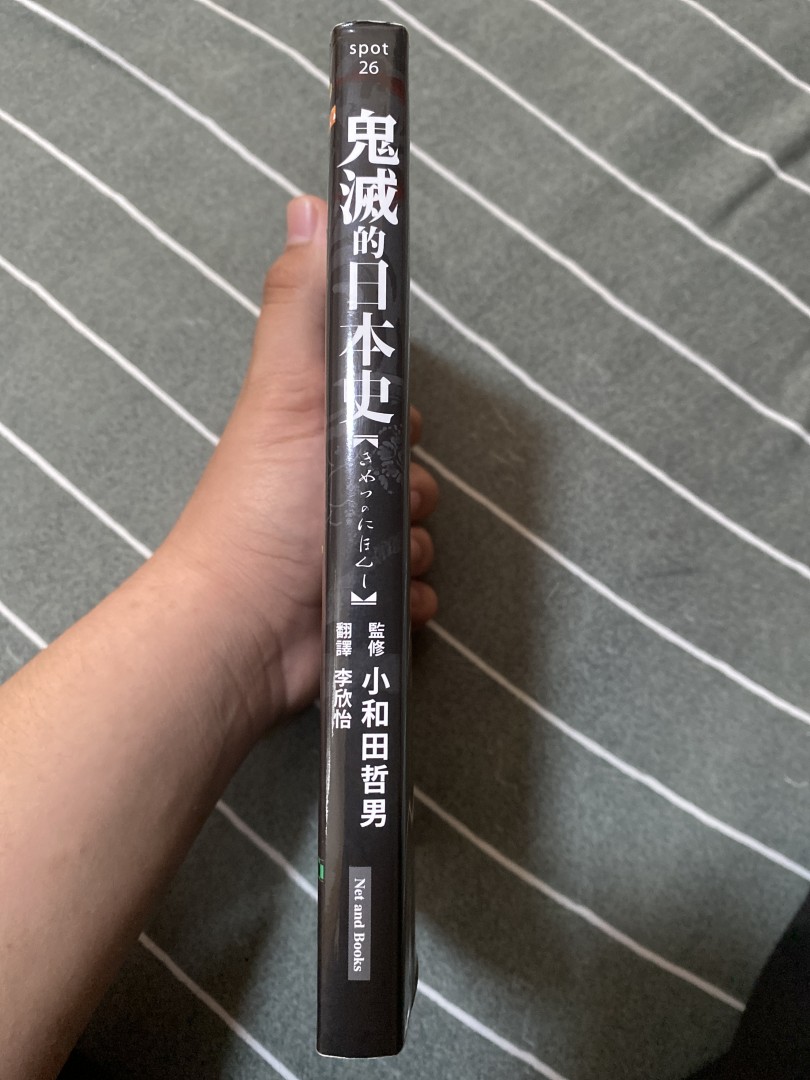 spot
26
鬼滅的日本史
【きめつのにほんし】
監修 小和田哲男
翻譯 李欣怡
Net and Books